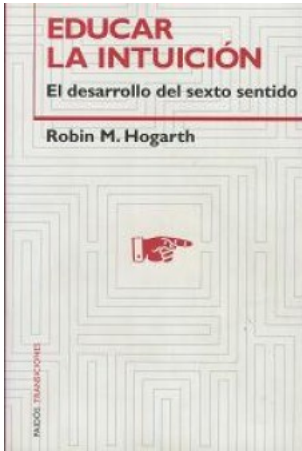 EDUCAR
LA INTUICIÓN
El desarrollo del sexto sentido
Robin M. Hogarth
PAIDÓS TRANSICIONES